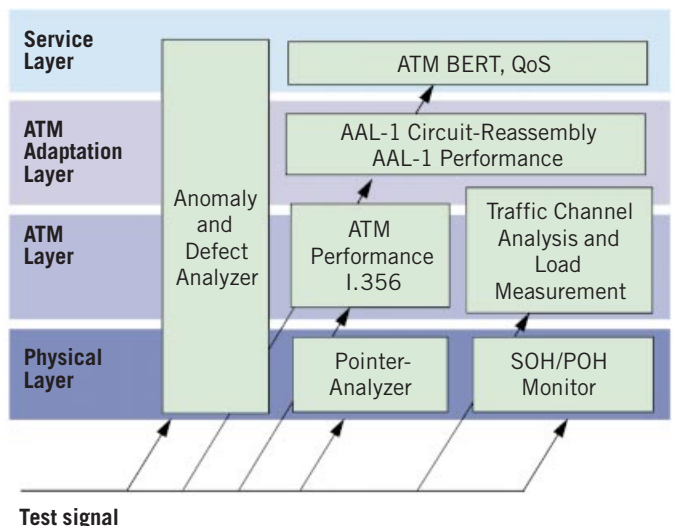 Service
Layer
ATM BERT, QoS
ATM
Adaptation
Layer
AAL-1 Circuit-Reassembly
AAL-1 Performance
Anomaly
and
Defect
Analyzer
ATM
Layer
ATM
Performance
I.356
Traffic Channel
Analysis and
Load
Measurement
Physical
Layer
Pointer-
Analyzer
SOH/POH
Monitor
Test signal